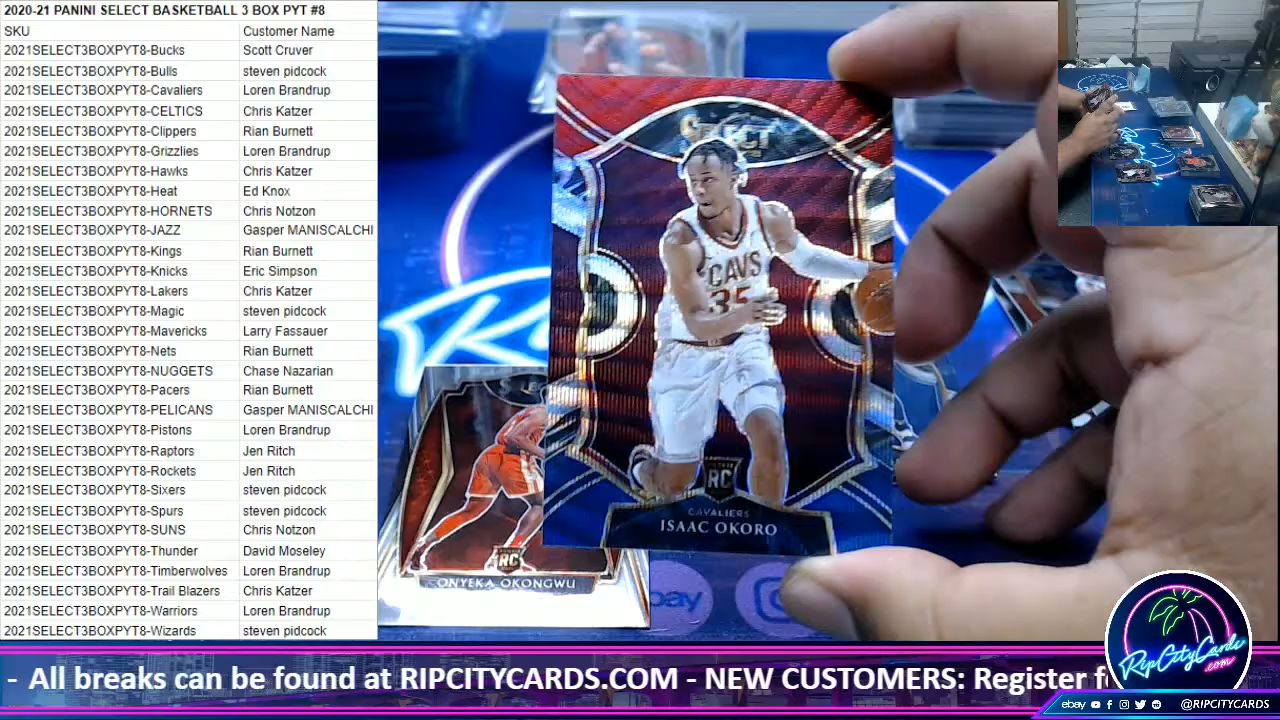 2020-21 PANINI SELECT BASKETBALL 3 BOX PYT #8
SKU Customer Name
2021SELECT3BOXPYT8-Bucks Scott Cruver
2021SELECT3BOXPYT8-Bulls steven pidcock
2021SELECT3BOXPYT8-Cavaliers Loren Brandrup
2021SELECT3BOXPYT8-CELTICS Chris Katzer
2021SELECT3BOXPYT8-Clippers Rian Burnett
2021SELECT3BOXPYT8-Grizzlies Loren Brandrup
2021SELECT3BOXPYT8-Hawks Chris Katzer
2021SELECT3BOXPYT8-Heat Ed Knox
2021SELECT3BOXPYT8-HORNETS Chris Notzon
2021SELECT3BOXPYT8-JAZZ Gasper MANISCALCHI
2021SELECT3BOXPYT8-Kings Rian Burnett
2021SELECT3BOXPYT8-Knicks Eric Simpson
2021SELECT3BOXPYT8-Lakers Chris Katzer
2021SELECT3BOXPYT8-Magic steven pidcock
2021SELECT3BOXPYT8-Mavericks Larry Fassauer
2021SELECT3BOXPYT8-Nets Rian Burnett
2021SELECT3BOXPYT8-NUGGETS Chase Nazarian
2021SELECT3BOXPYT8-Pacers Rian Burnett
2021SELECT3BOXPYT8-PELICANS Gasper MANISCALCHI
2021SELECT3BOXPYT8-Pistons Loren Brandrup
2021SELECT3BOXPYT8-Raptors Jen Ritch
2021SELECT3BOXPYT8-Rockets Jen Ritch
2021SELECT3BOXPYT8-Sixers steven pidcock
2021SELECT3BOXPYT8-Spurs steven pidcock
2021SELECT3BOXPYT8-SUNS Chris Notzon
2021SELECT3BOXPYT8-Thunder David Moseley
2021SELECT3BOXPYT8-Timberwolves Loren Brandrup
2021SELECT3BOXPYT8-Trail Blazers Chris Katzer
2021SELECT3BOXPYT8-Warriors Loren Brandrup
2021SELECT3BOXPYT8-Wizards steven pidcock
SELECT
CAVS
35
RC
CAVALIERS
ISAAC OKORO
RC
ONYEKA OKONGWU
ebay
RipCityCards
.com
- All breaks can be found at RIPCITYCARDS.COM - NEW CUSTOMERS: Register f
ebay @RIPCITYCARDS